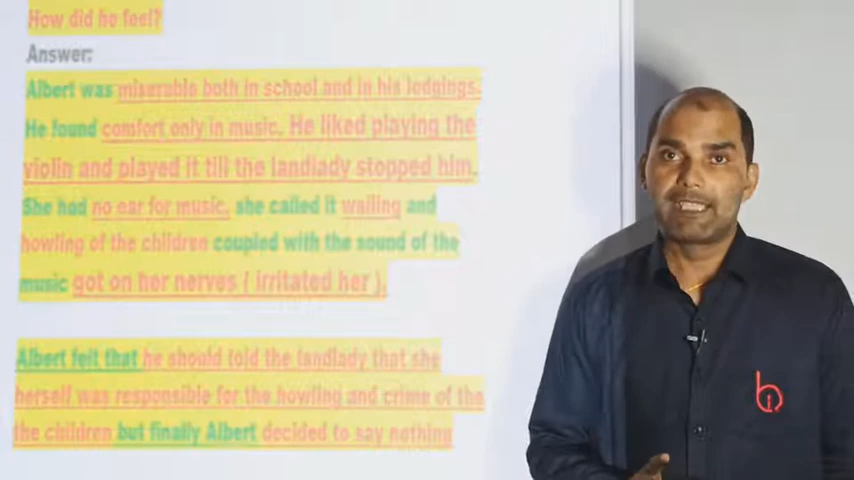 How did he feel?
Answer:
Albert was miserable both in school and in his lodgings.
He found comfort only in music. He liked playing the
violin and played it till the landlady stopped him.
She had no ear for music, she called it wailing and
howling of the children coupled with the sound of the
music got on her nerves ( irritated her ).
Albert felt that he should told the landlady that she
herself was responsible for the howling and crime of the
the children but finally Albert decided to say nothing